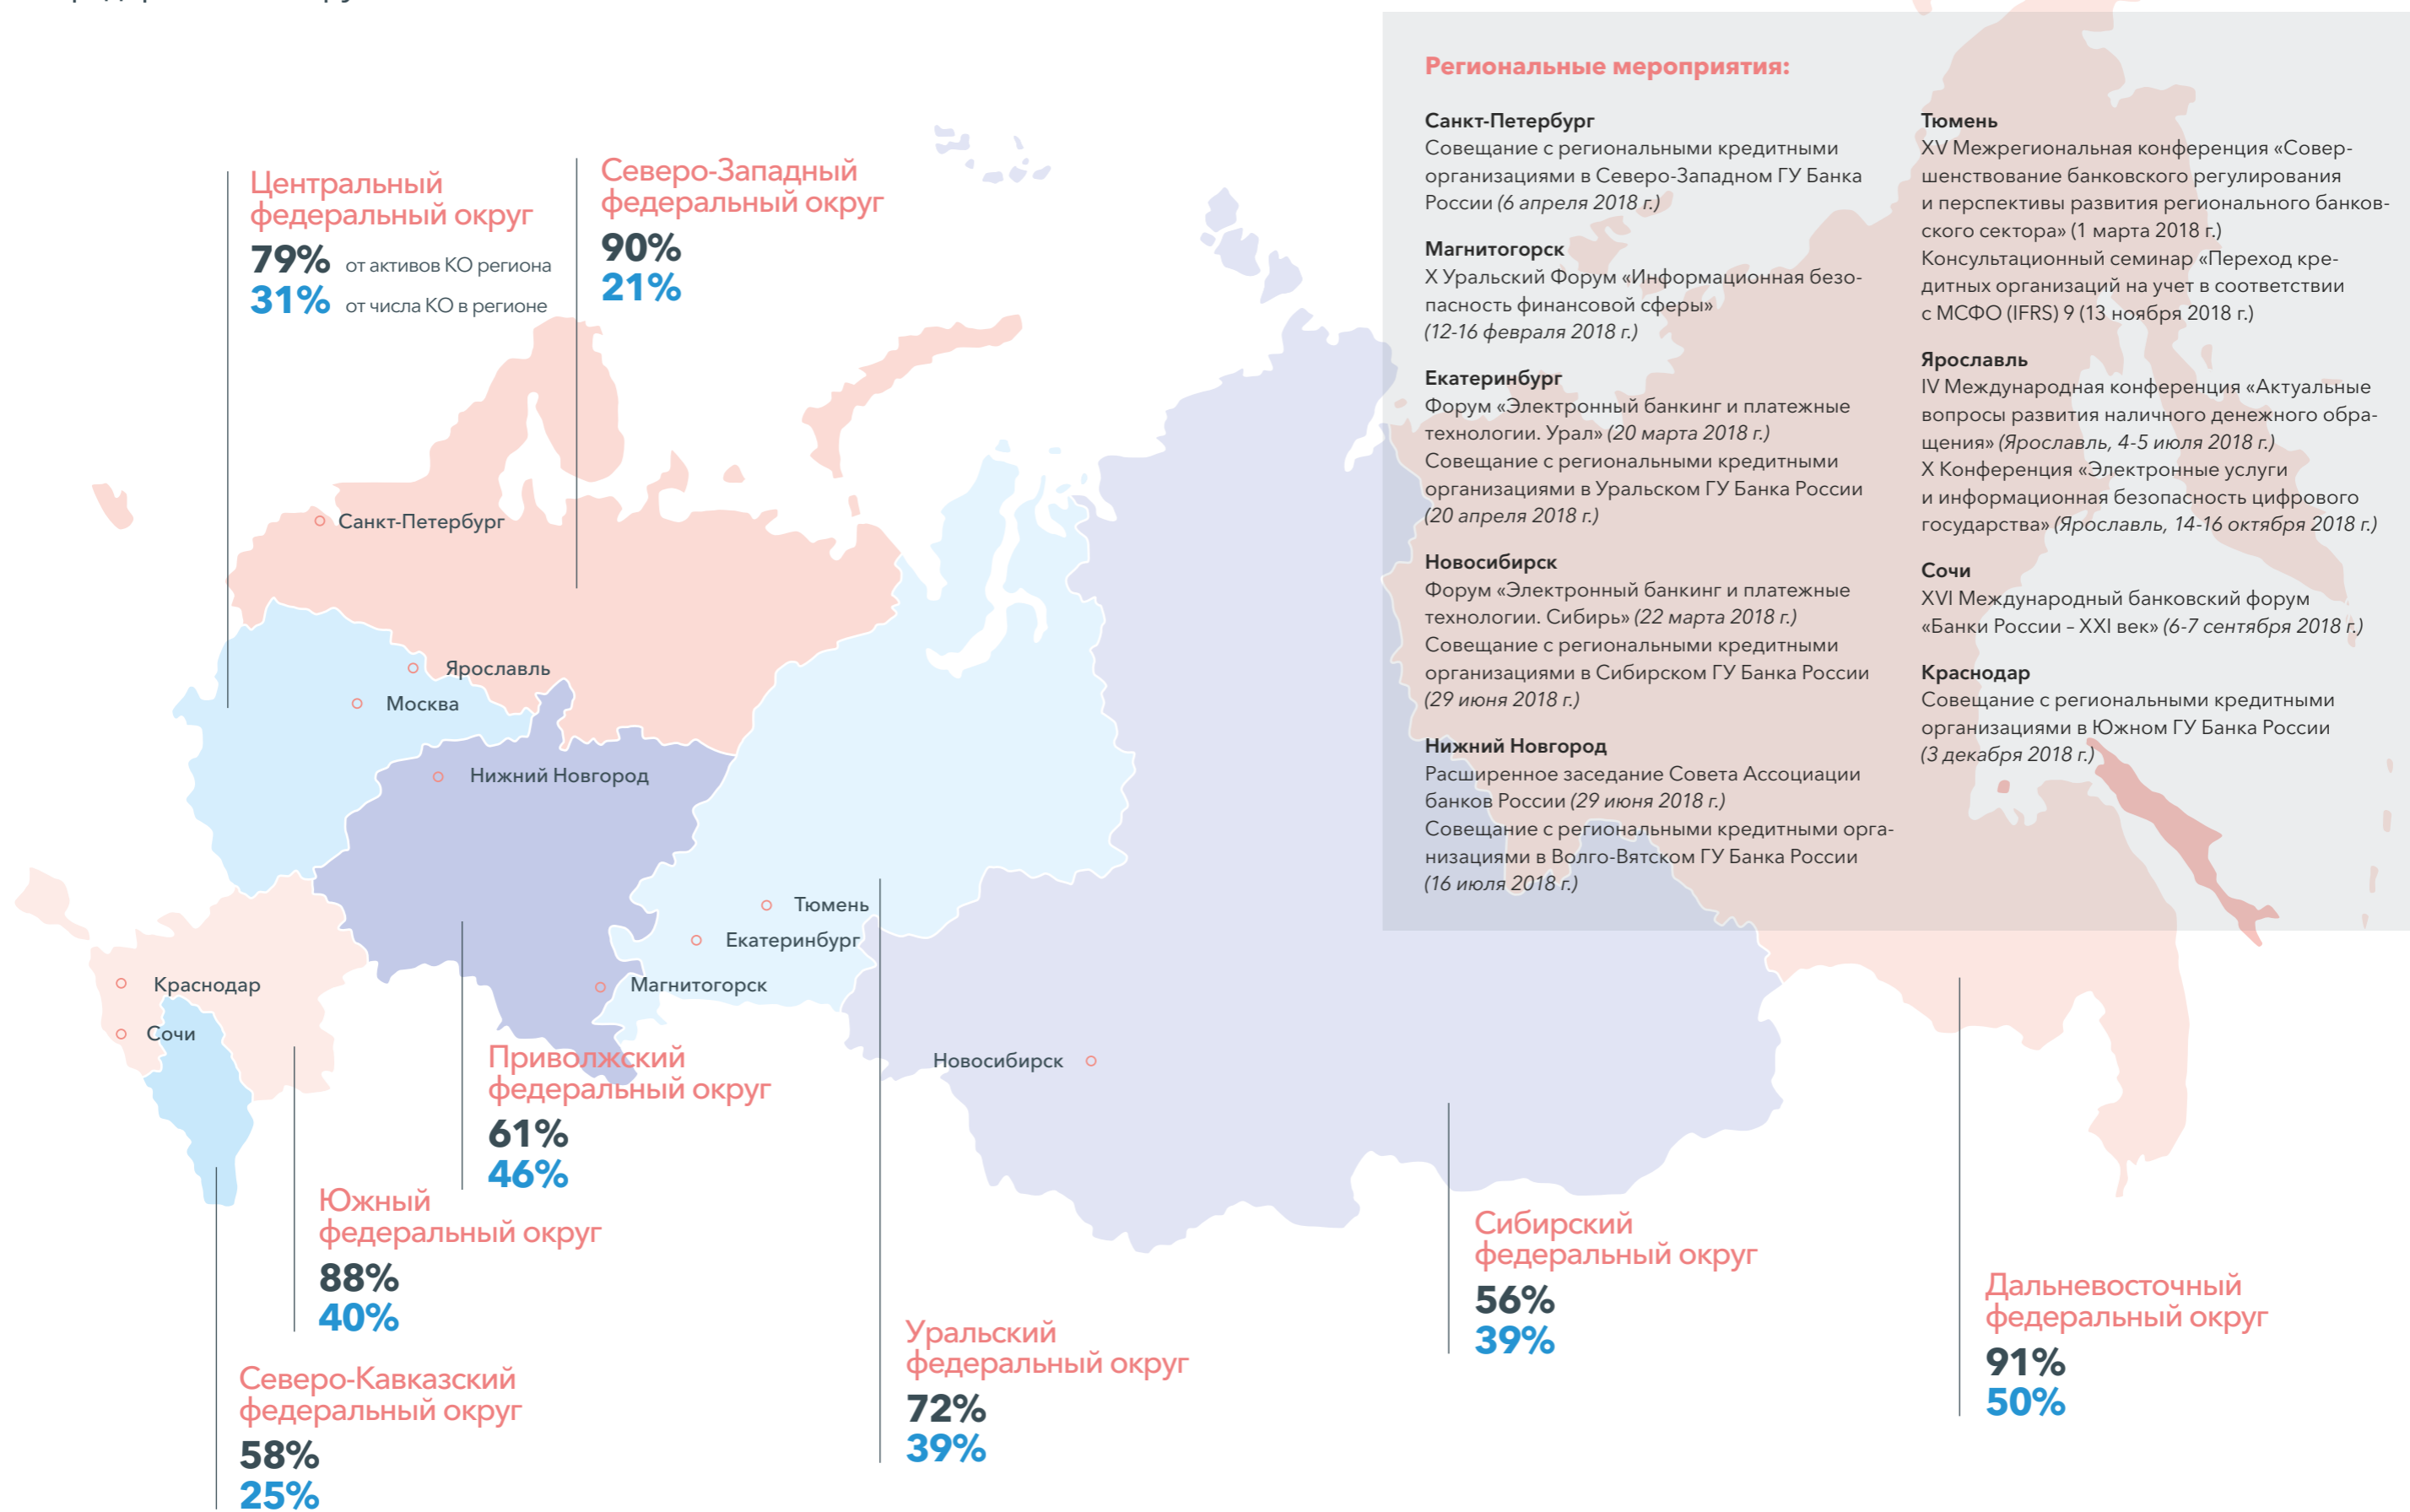 Центральный
федеральный округ
79% от активов КО региона
31% от числа КО в регионе
Северо-Западный
федеральный округ
90%
21%
Санкт-Петербург
Ярославль
Москва
Нижний Новгород
Тюмень
Екатеринбург
Магнитогорск
Краснодар
Сочи
Новосибирск
Приволжский
федеральный округ
61%
46%
Южный
федеральный округ
88%
40%
Северо-Кавказский
федеральный округ
58%
25%
Уральский
федеральный округ
72%
39%
Сибирский
федеральный округ
56%
39%
Дальневосточный
федеральный округ
91%
50%
Региональные мероприятия:
Санкт-Петербург
Совещание с региональными кредитными
организациями в Северо-Западном ГУ Банка
России (6 апреля 2018 г.)
Магнитогорск
X Уральский Форум «Информационная безо-
пасность финансовой сферы»
(12-16 февраля 2018 г.)
Екатеринбург
Форум «Электронный банкинг и платежные
технологии. Урал» (20 марта 2018 г.)
Совещание с региональными кредитными
организациями в Уральском ГУ Банка России
(20 апреля 2018 г.)
Новосибирск
Форум «Электронный банкинг и платежные
технологии. Сибирь» (22 марта 2018 г.)
Совещание с региональными кредитными
организациями в Сибирском ГУ Банка России
(29 июня 2018 г.)
Нижний Новгород
Расширенное заседание Совета Ассоциации
банков России (29 июня 2018 г.)
Совещание с региональными кредитными орга-
низациями в Волго-Вятском ГУ Банка России
(16 июля 2018 г.)
Тюмень
XV Межрегиональная конференция «Совер-
шенствование банковского регулирования
и перспективы развития регионального банков-
ского сектора» (1 марта 2018 г.)
Консультационный семинар «Переход кре-
дитных организаций на учет в соответствии
с МСФО (IFRS) 9 (13 ноября 2018 г.)
Ярославль
IV Международная конференция «Актуальные
вопросы развития наличного денежного обра-
щения» (Ярославль, 4-5 июля 2018 г.)
X Конференция «Электронные услуги
и информационная безопасность цифрового
государства» (Ярославль, 14-16 октября 2018 г.)
Сочи
XVI Международный банковский форум
«Банки России – XXI век» (6-7 сентября 2018 г.)
Краснодар
Совещание с региональными кредитными
организациями в Южном ГУ Банка России
(3 декабря 2018 г.)